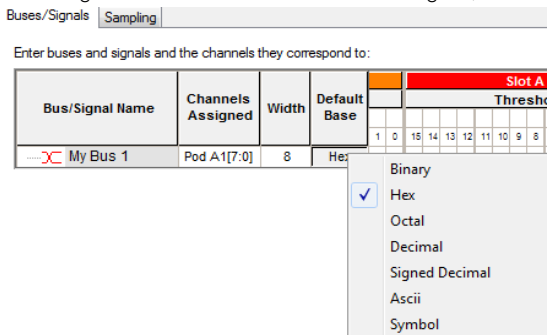 Buses/Signals Sampling
Enter buses and signals and the channels they correspond to:
Bus/Signal Name Channels Assigned Width Default Base Slot A
1 0 15 14 13 12 11 10 9 8
My Bus 1 Pod A1[7:0] 8 Hex
Binary
Hex
Octal
Decimal
Signed Decimal
Ascii
Symbol